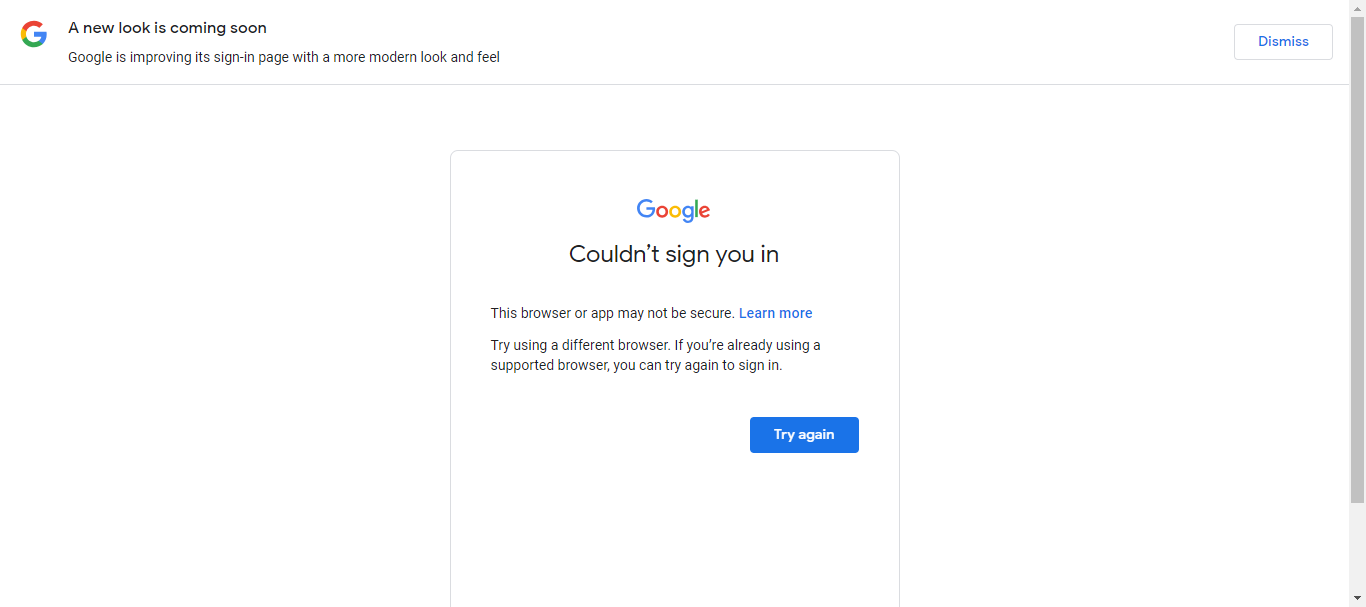 A new look is coming soon
Google is improving its sign-in page with a more modern look and feel
Dismiss
Google
Couldn’t sign you in
This browser or app may not be secure. Learn more
Try using a different browser. If you’re already using a
supported browser, you can try again to sign in.
Try again